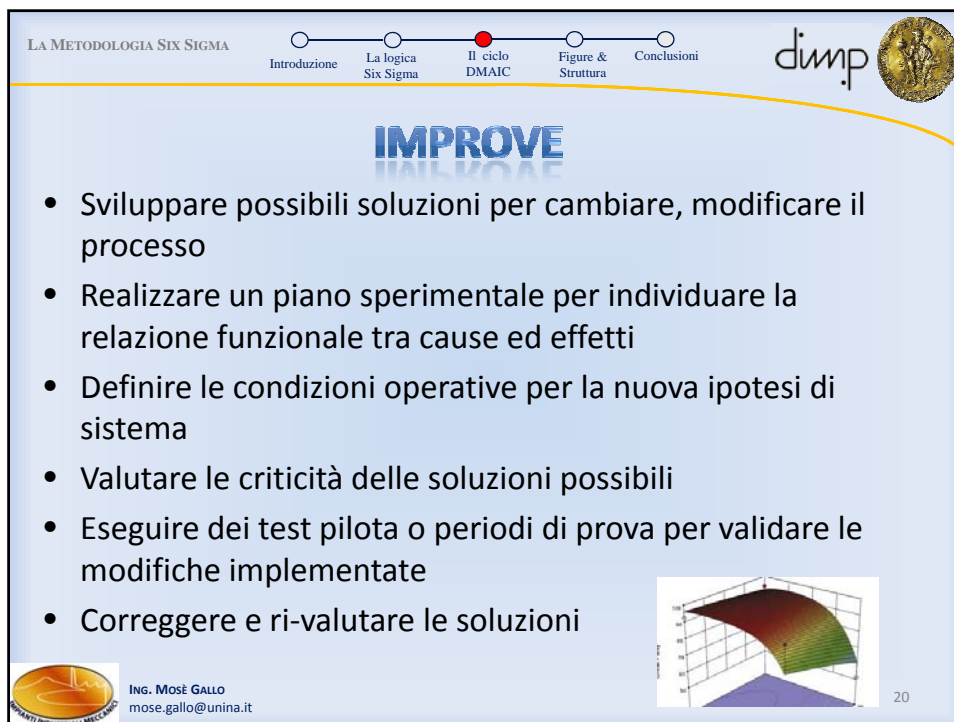 LA METODOLOGIA SIX SIGMA
Introduzione
La logica
Six Sigma
Il ciclo
DMAIC
Figure &
Struttura
Conclusioni
dimp
IMPROVE
• Sviluppare possibili soluzioni per cambiare, modificare il
processo
• Realizzare un piano sperimentale per individuare la
relazione funzionale tra cause ed effetti
• Definire le condizioni operative per la nuova ipotesi di
sistema
• Valutare le criticità delle soluzioni possibili
• Eseguire dei test pilota o periodi di prova per validare le
modifiche implementate
• Correggere e ri-valutare le soluzioni
ING. MOSÈ GALLO
mose.gallo@unina.it
20